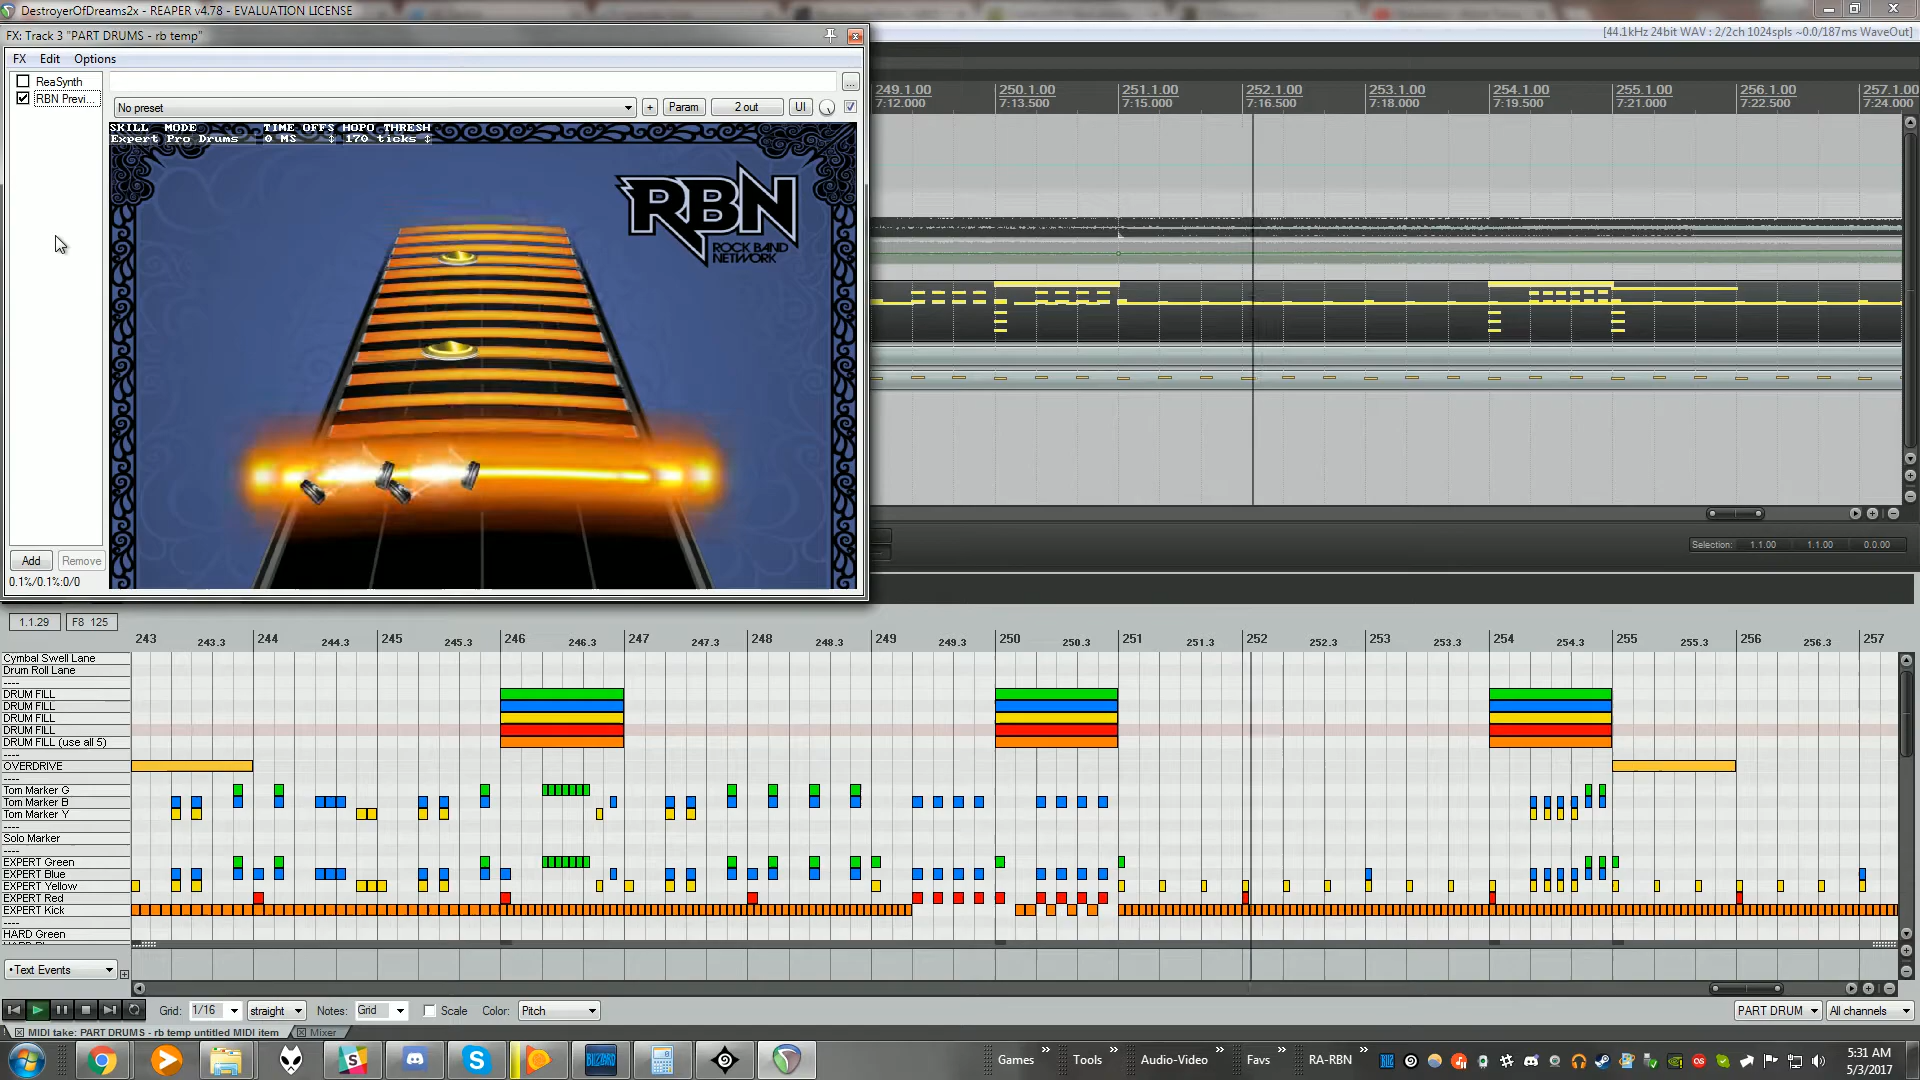 DestroyerOfDreams2x - REAPER v4.78 - EVALUATION LICENSE
FX: Track 3 "PART DRUMS - rb temp"
[44.1kHz 24bit WAV : 2/2ch 1024spls ~0.0/187ms WaveOut]
FX Edit Options
ReaSynth
RBN Previ...
No preset
+ Param 2 out UI
SKILL MODE TIME OFFS HOPO THRESH
Expert Pro Drums 0 MS 170 ticks
RBN
ROCK BAND NETWORK
249.1.00 250.1.00 251.1.00 252.1.00 253.1.00 254.1.00 255.1.00 256.1.00 257.1.00
7:12.000 7:13.500 7:15.000 7:16.500 7:18.000 7:19.500 7:21.000 7:22.500 7:24.000
Selection: 1.1.00 1.1.00 0.0.00
Add Remove
0.1%/0.1%:0/0
1.1.29 F8 125
243 243.3 244 244.3 245 245.3 246 246.3 247 247.3 248 248.3 249 249.3 250 250.3 251 251.3 252 252.3 253 253.3 254 254.3 255 255.3 256 256.3 257
Cymbal Swell Lane
Drum Roll Lane
----
DRUM FILL
DRUM FILL
DRUM FILL
DRUM FILL
DRUM FILL (use all 5)
----
OVERDRIVE
----
Tom Marker G
Tom Marker B
Tom Marker Y
----
Solo Marker
----
EXPERT Green
EXPERT Blue
EXPERT Yellow
EXPERT Red
EXPERT Kick
----
HARD Green
•Text Events
Grid: 1/16 straight Notes: Grid Scale Color: Pitch PART DRUM All channels
MIDI take: PART DRUMS - rb temp untitled MIDI item Mixer
Games Tools Audio-Video Favs RA-RBN
5:31 AM
5/3/2017